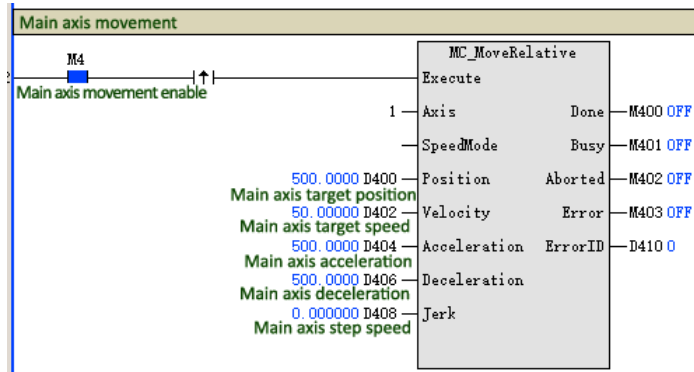 Main axis movement
MC_MoveRelative
M4
Execute
Main axis movement enable
1 Axis Done M400 OFF
SpeedMode Busy M401 OFF
500.0000 D400 Position Aborted M402 OFF
Main axis target position
50.00000 D402 Velocity Error M403 OFF
Main axis target speed
500.0000 D404 Acceleration ErrorID D410 0
Main axis acceleration
500.0000 D406 Deceleration
Main axis deceleration
0.000000 D408 Jerk
Main axis step speed